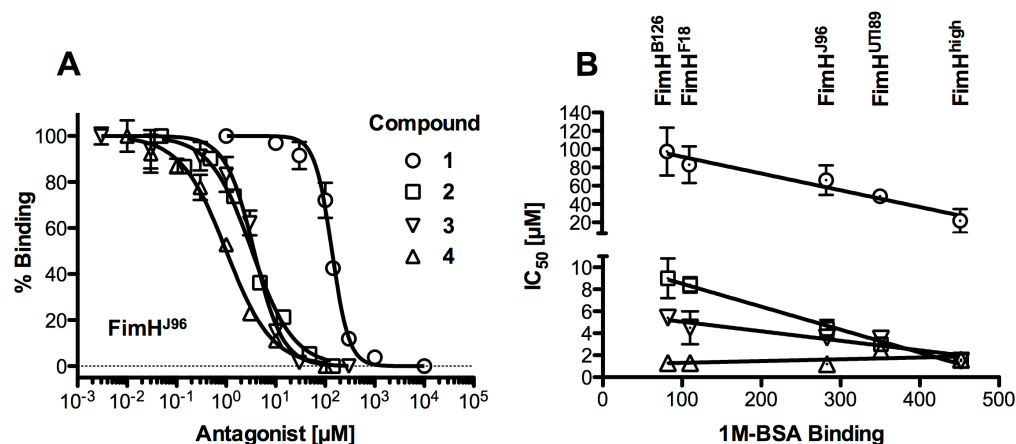 A
% Binding
100
80
60
40
20
0
Compound
1
2
3
4
FimH^J96
10^-3
10^-2
10^-1
10^0
10^1
10^2
10^3
10^4
10^5
Antagonist [µM]
B
FimH^B126
FimH^F18
FimH^J96
FimH^UTI89
FimH^high
IC50 [µM]
140
120
100
80
60
40
20
10
8
6
4
2
0
0
100
200
300
400
500
1M-BSA Binding